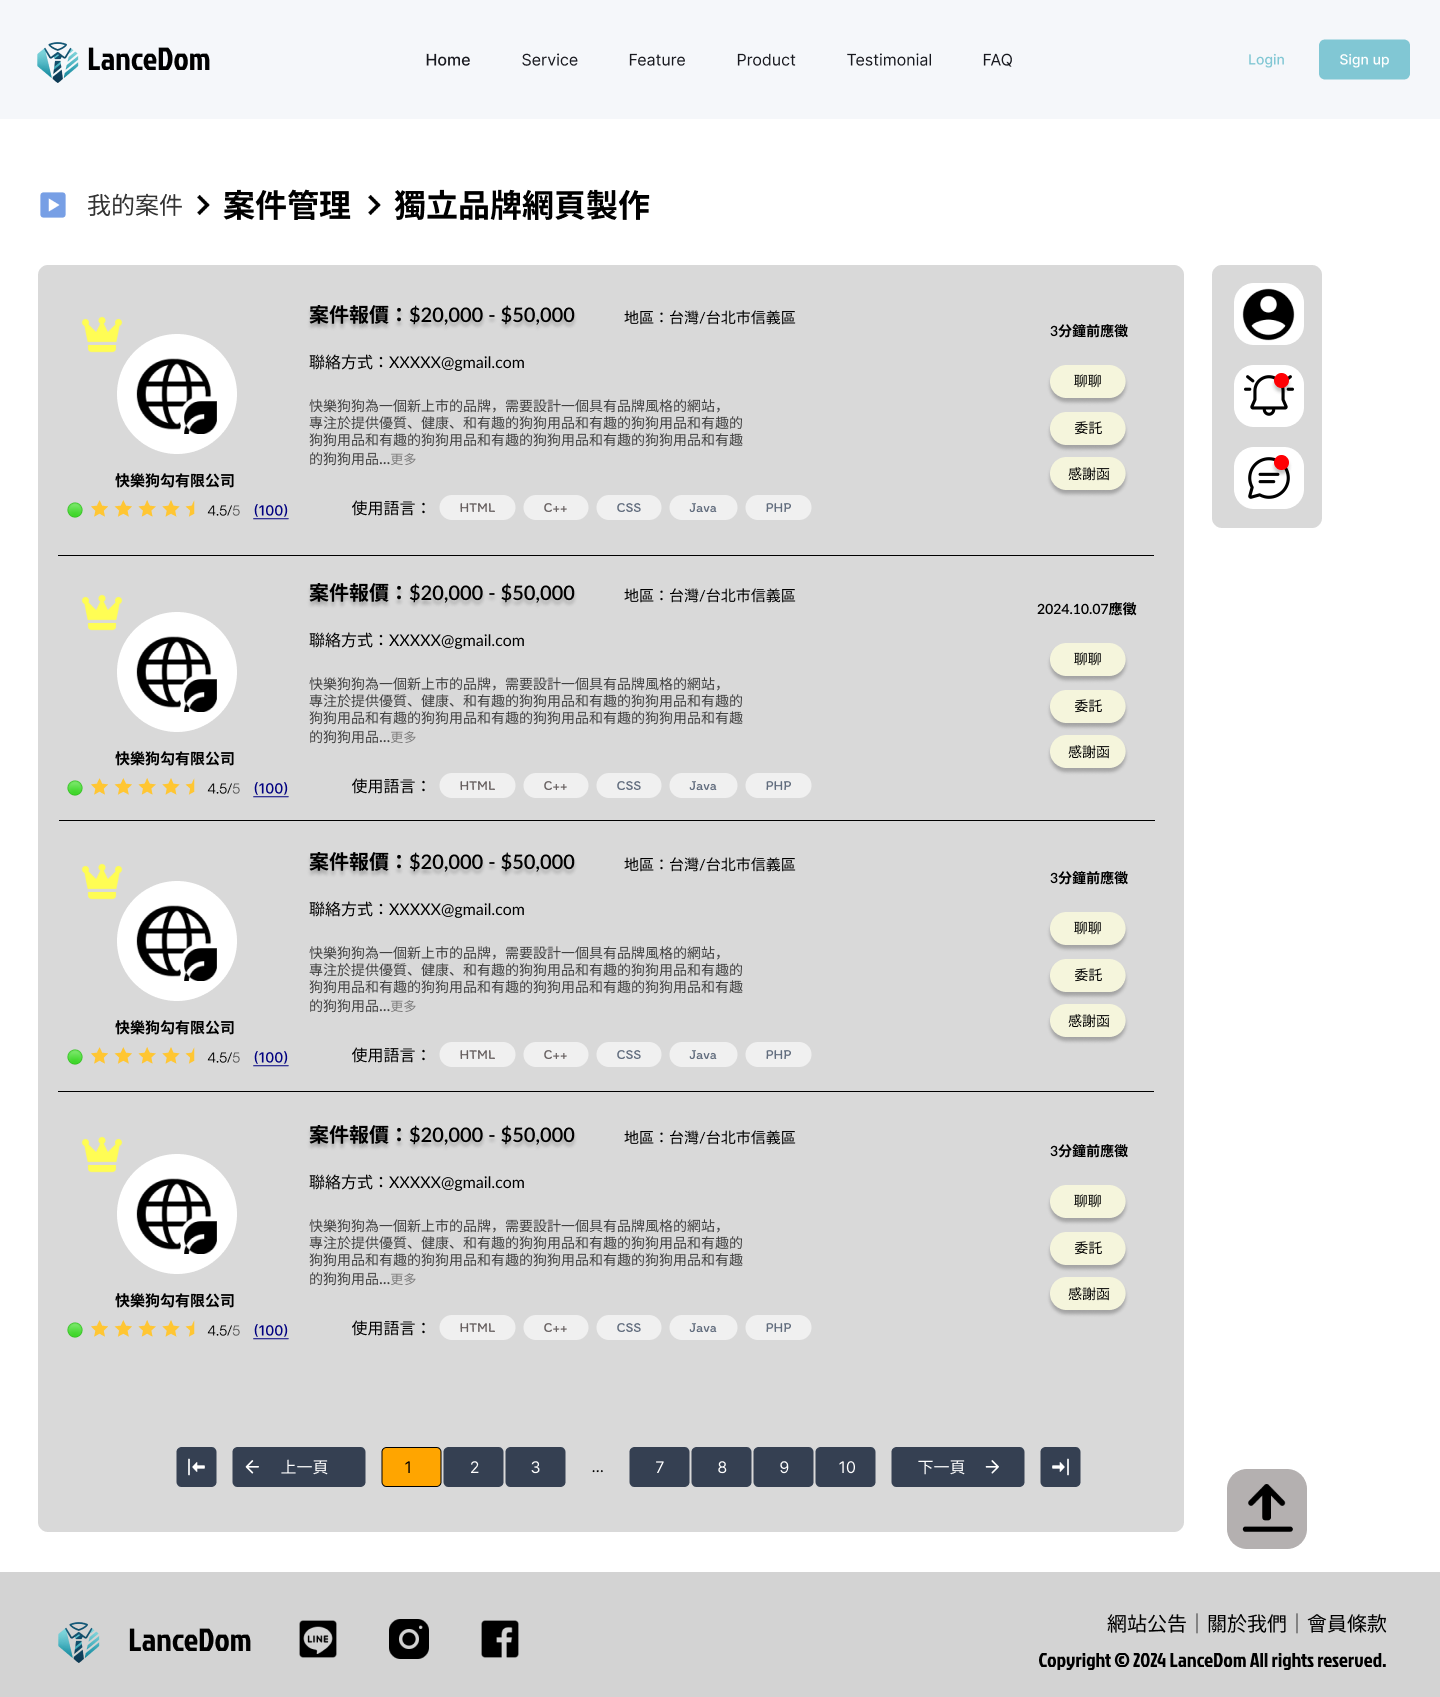 LanceDom
Home Service Feature Product Testimonial FAQ
Login Sign up
我的案件 > 案件管理 > 獨立品牌網頁製作
案件報價：$20,000 - $50,000 地區：台灣/台北市信義區
3分鐘前應徵
聯絡方式：XXXXX@gmail.com
聊聊
快樂狗狗為一個新上市的品牌，需要設計一個具有品牌風格的網站，
專注於提供優質、健康、和有趣的狗狗用品和有趣的狗狗用品和有趣的
委託
狗狗用品和有趣的狗狗用品和有趣的狗狗用品和有趣的狗狗用品和有趣
的狗狗用品...更多
感謝函
快樂狗勾有限公司
4.5/5 (100)
使用語言： HTML C++ CSS Java PHP
案件報價：$20,000 - $50,000 地區：台灣/台北市信義區
2024.10.07應徵
聯絡方式：XXXXX@gmail.com
聊聊
快樂狗狗為一個新上市的品牌，需要設計一個具有品牌風格的網站，
專注於提供優質、健康、和有趣的狗狗用品和有趣的狗狗用品和有趣的
委託
狗狗用品和有趣的狗狗用品和有趣的狗狗用品和有趣的狗狗用品和有趣
的狗狗用品...更多
感謝函
快樂狗勾有限公司
4.5/5 (100)
使用語言： HTML C++ CSS Java PHP
案件報價：$20,000 - $50,000 地區：台灣/台北市信義區
3分鐘前應徵
聯絡方式：XXXXX@gmail.com
聊聊
快樂狗狗為一個新上市的品牌，需要設計一個具有品牌風格的網站，
專注於提供優質、健康、和有趣的狗狗用品和有趣的狗狗用品和有趣的
委託
狗狗用品和有趣的狗狗用品和有趣的狗狗用品和有趣的狗狗用品和有趣
的狗狗用品...更多
感謝函
快樂狗勾有限公司
4.5/5 (100)
使用語言： HTML C++ CSS Java PHP
案件報價：$20,000 - $50,000 地區：台灣/台北市信義區
3分鐘前應徵
聯絡方式：XXXXX@gmail.com
聊聊
快樂狗狗為一個新上市的品牌，需要設計一個具有品牌風格的網站，
專注於提供優質、健康、和有趣的狗狗用品和有趣的狗狗用品和有趣的
委託
狗狗用品和有趣的狗狗用品和有趣的狗狗用品和有趣的狗狗用品和有趣
的狗狗用品...更多
感謝函
快樂狗勾有限公司
4.5/5 (100)
使用語言： HTML C++ CSS Java PHP
上一頁 1 2 3 ... 7 8 9 10 下一頁
LanceDom LINE
網站公告｜關於我們｜會員條款
Copyright © 2024 LanceDom All rights reserved.